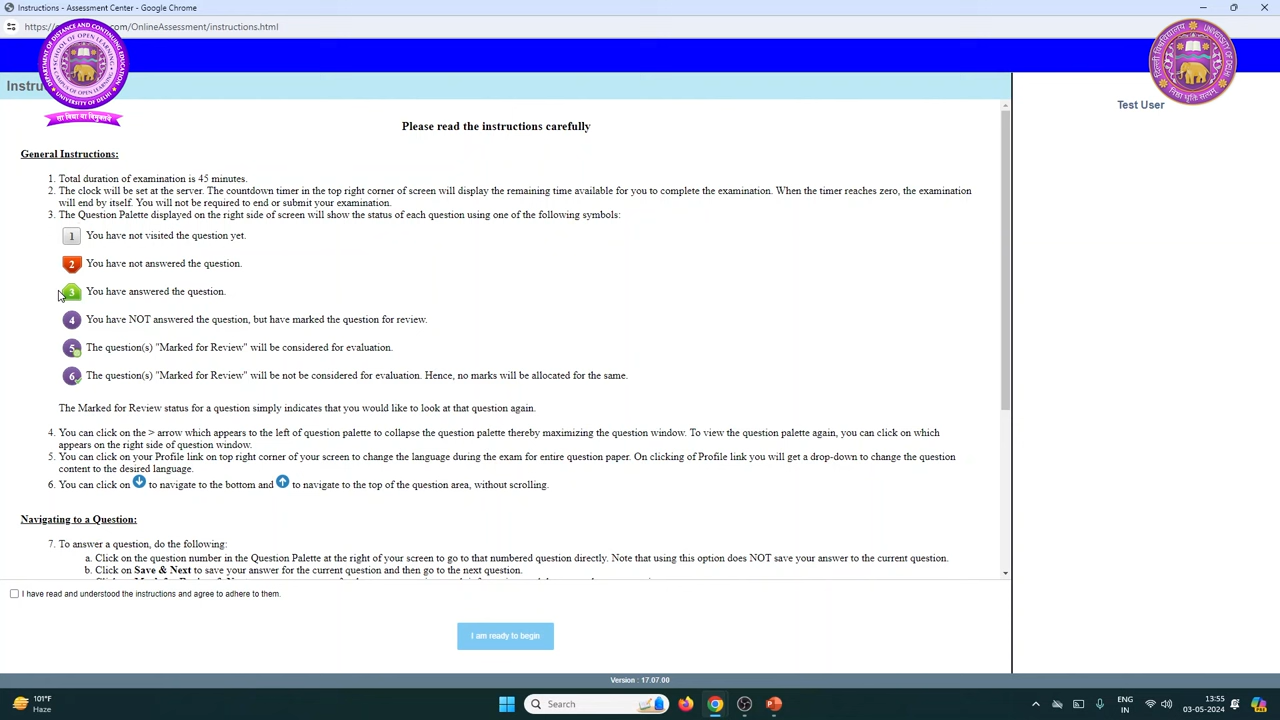 Instructions - Assessment Center - Google Chrome
https:// .com/OnlineAssessment/instructions.html
DEPARTMENT OF DISTANCE AND CONTINUING EDUCATION
SCHOOL OF OPEN LEARNING
CAMPUS OF OPEN LEARNING
UNIVERSITY OF DELHI
सा विद्या या विमुक्तये
Instru
Test User
Please read the instructions carefully
General Instructions:
1. Total duration of examination is 45 minutes.
2. The clock will be set at the server. The countdown timer in the top right corner of screen will display the remaining time available for you to complete the examination. When the timer reaches zero, the examination
will end by itself. You will not be required to end or submit your examination.
3. The Question Palette displayed on the right side of screen will show the status of each question using one of the following symbols:
1 You have not visited the question yet.
2 You have not answered the question.
3 You have answered the question.
4 You have NOT answered the question, but have marked the question for review.
5 The question(s) "Marked for Review" will be considered for evaluation.
6 The question(s) "Marked for Review" will be not be considered for evaluation. Hence, no marks will be allocated for the same.
The Marked for Review status for a question simply indicates that you would like to look at that question again.
4. You can click on the > arrow which appears to the left of question palette to collapse the question palette thereby maximizing the question window. To view the question palette again, you can click on which
appears on the right side of question window.
5. You can click on your Profile link on top right corner of your screen to change the language during the exam for entire question paper. On clicking of Profile link you will get a drop-down to change the question
content to the desired language.
6. You can click on to navigate to the bottom and to navigate to the top of the question area, without scrolling.
Navigating to a Question:
7. To answer a question, do the following:
a. Click on the question number in the Question Palette at the right of your screen to go to that numbered question directly. Note that using this option does NOT save your answer to the current question.
b. Click on Save & Next to save your answer for the current question and then go to the next question.
I have read and understood the instructions and agree to adhere to them.
I am ready to begin
Version : 17.07.00
101°F
Haze
Search
ENG
IN
13:55
03-05-2024